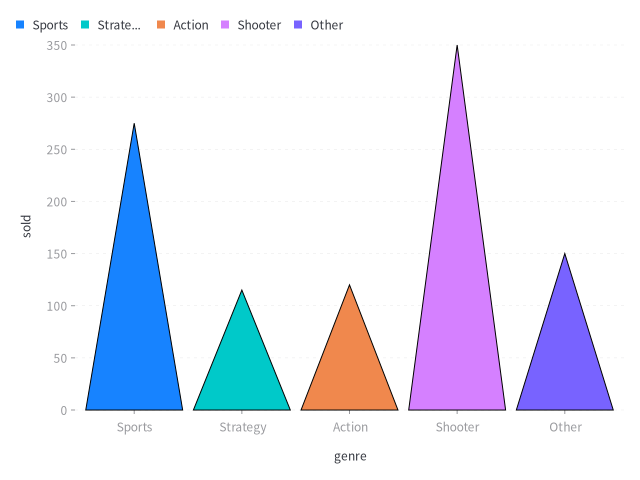 Sports Strate... Action Shooter Other
350
300
250
200
150
100
50
0
sold
Sports Strategy Action Shooter Other
genre